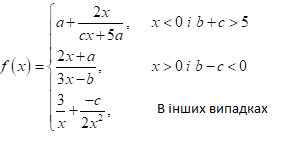 f(x) = { a + 2x/(cx+5a), x < 0 і b + c > 5
(2x+a)/(3x−b), x > 0 і b − c < 0
3/x + −c/(2x²), В інших випадках